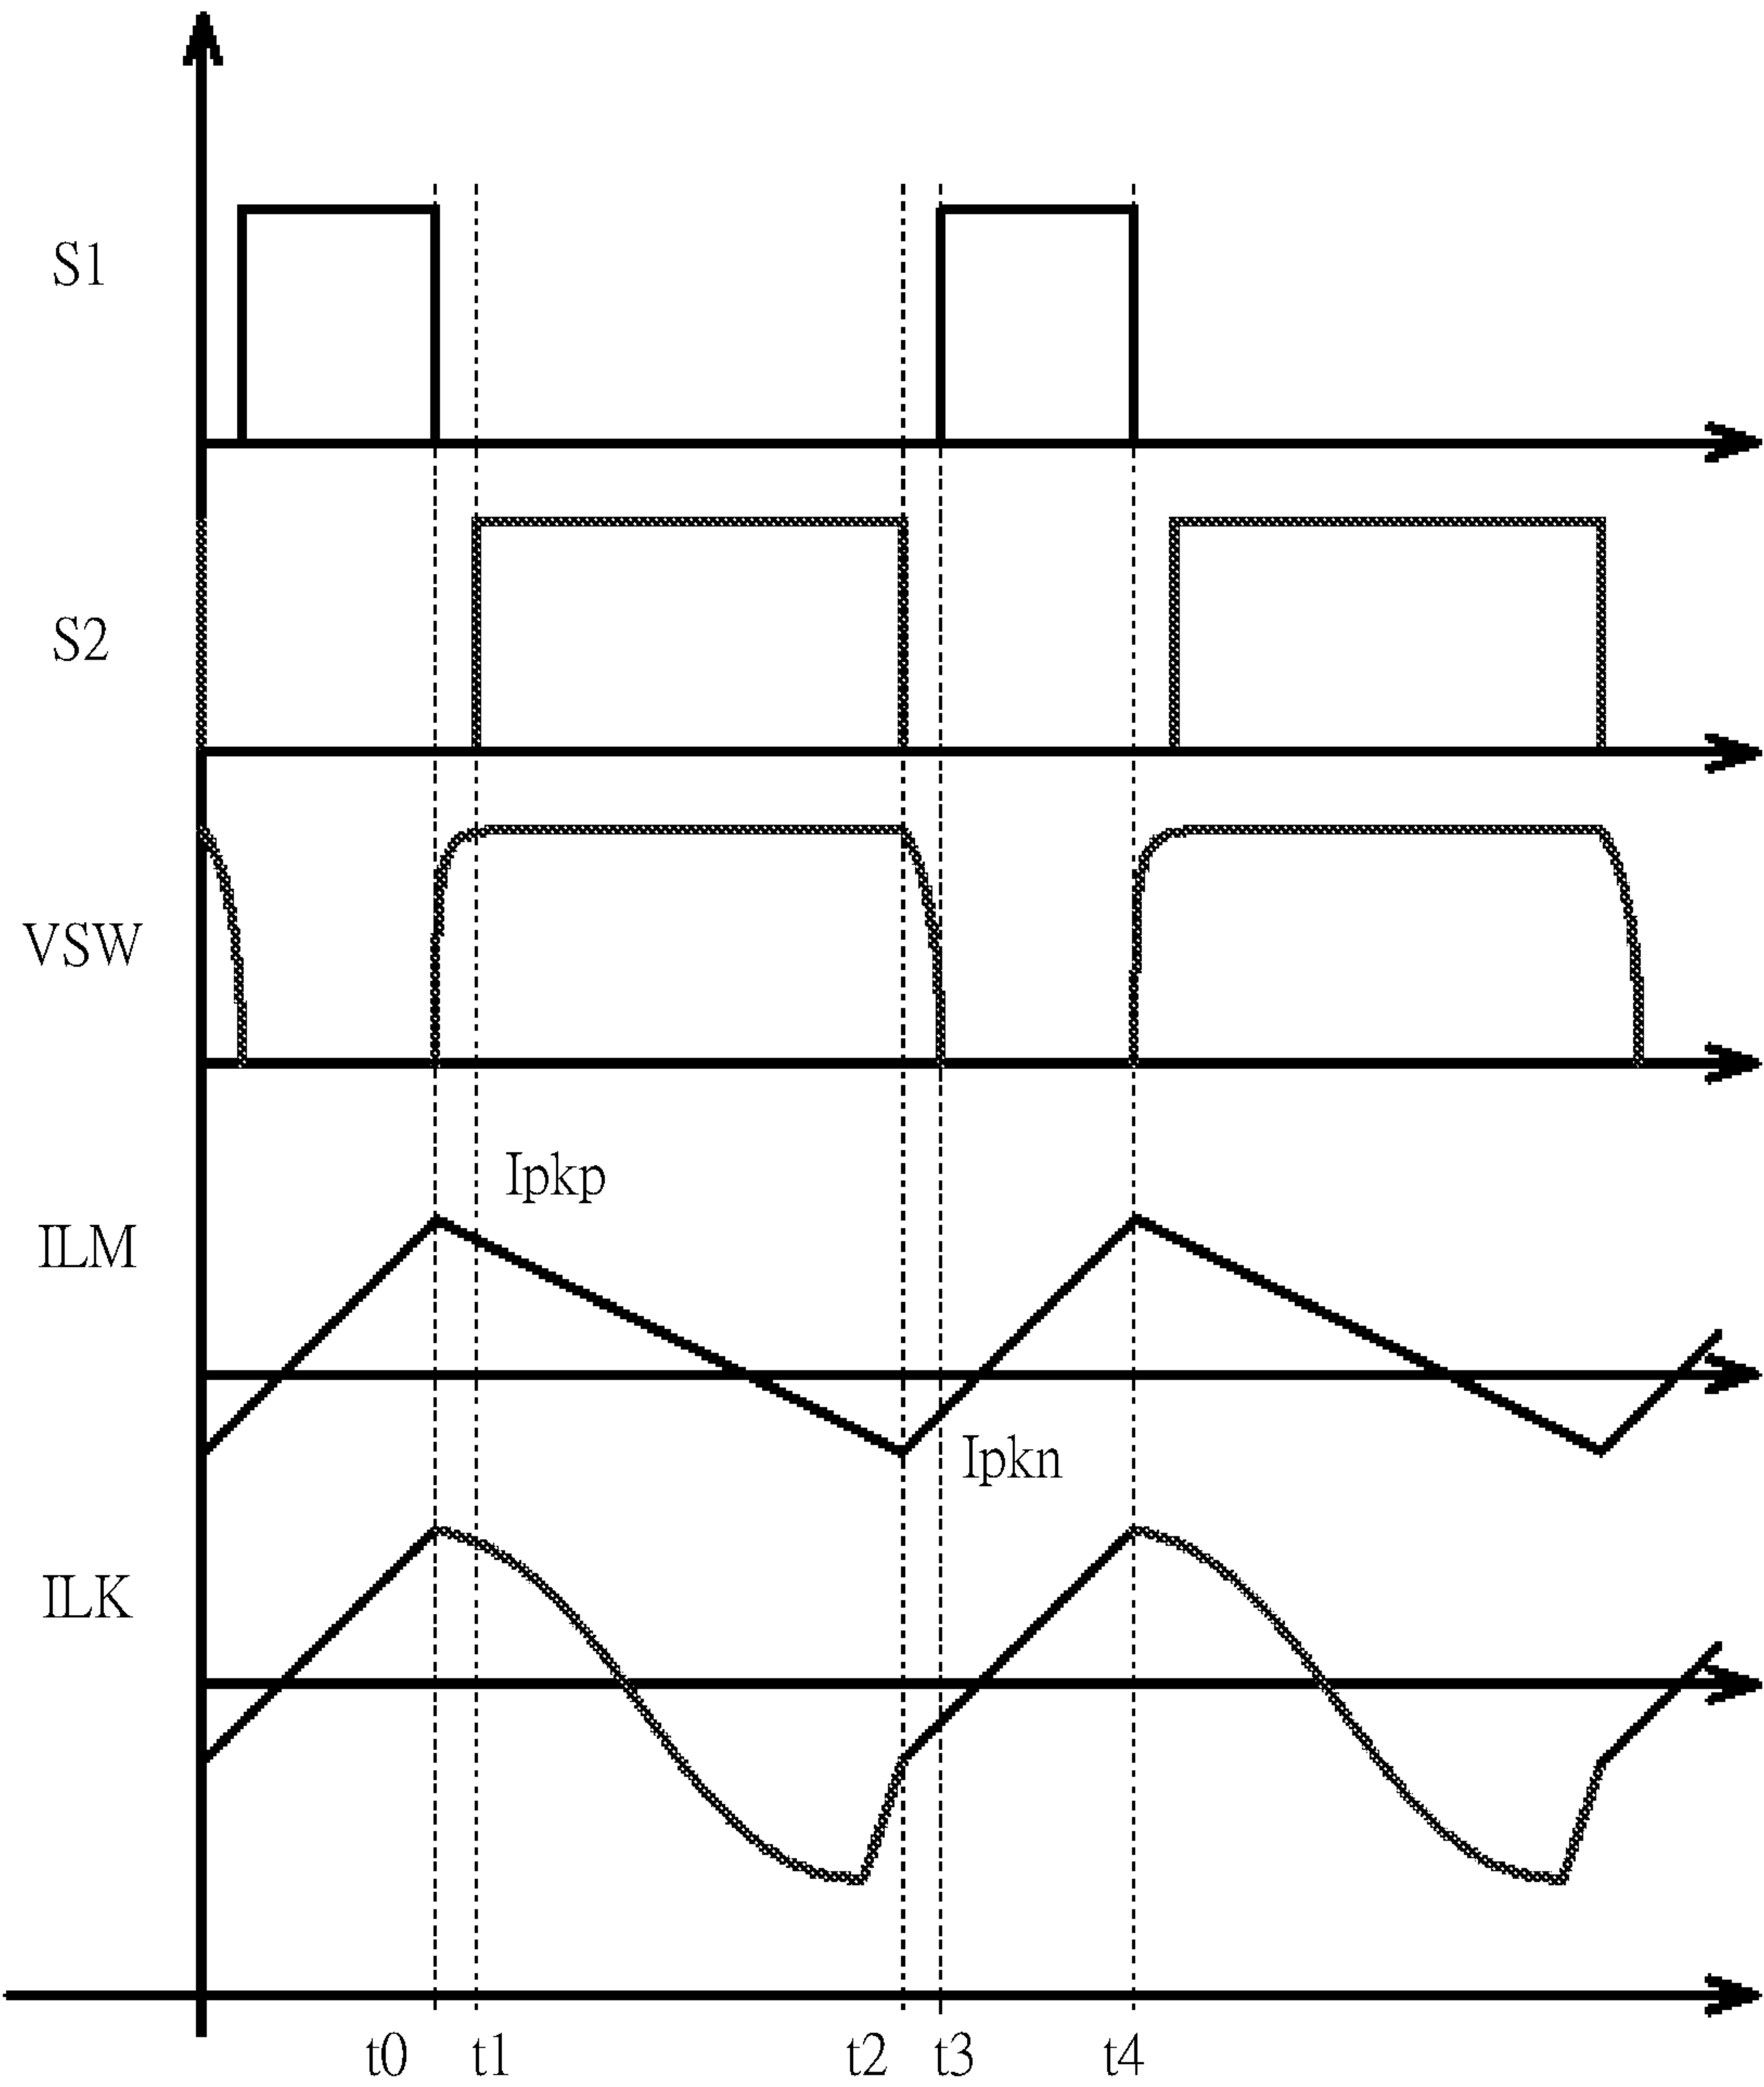 S1
S2
VSW
Ipkp
ILM
Ipkn
ILK
t0 t1 t2 t3 t4